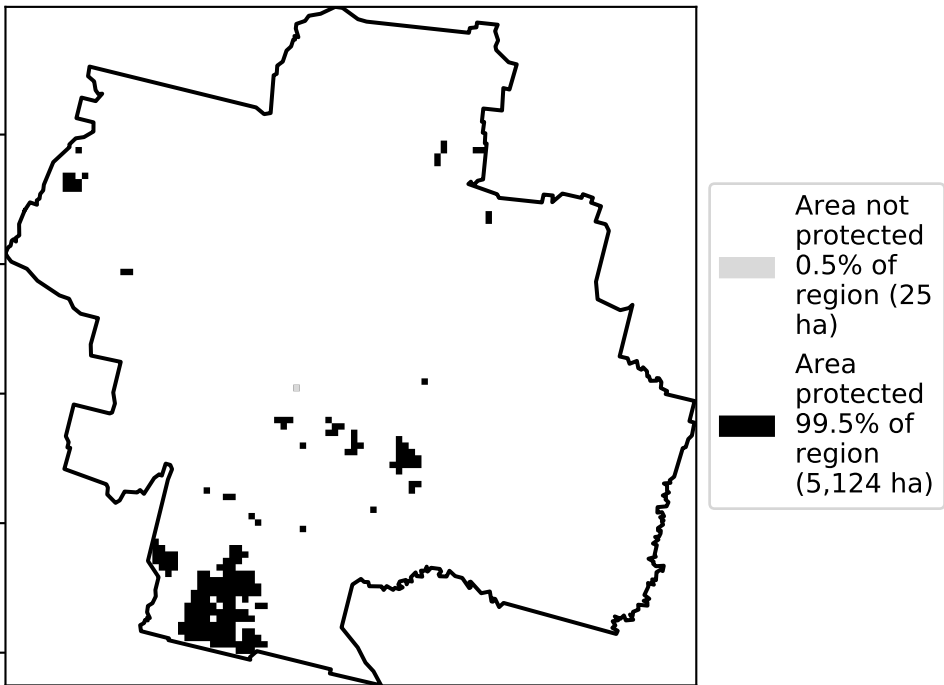 Area not
protected
0.5% of
region (25
ha)
Area
protected
99.5% of
region
(5,124 ha)